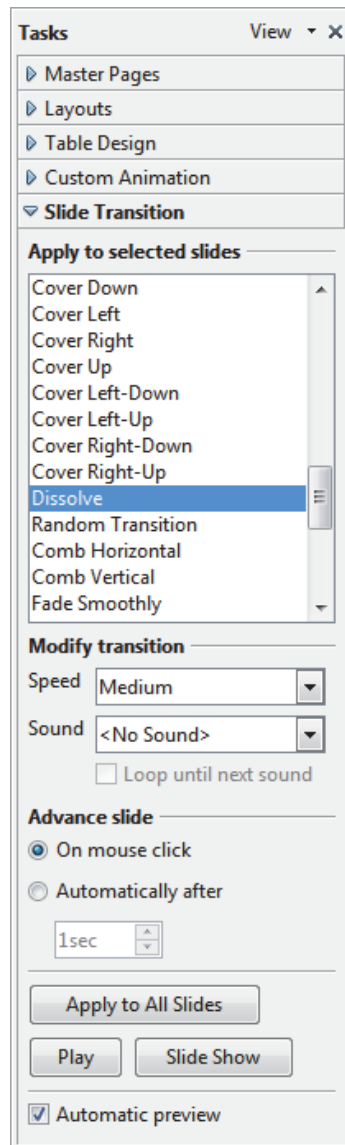 Tasks View
Master Pages
Layouts
Table Design
Custom Animation
Slide Transition
Apply to selected slides
Cover Down
Cover Left
Cover Right
Cover Up
Cover Left-Down
Cover Left-Up
Cover Right-Down
Cover Right-Up
Dissolve
Random Transition
Comb Horizontal
Comb Vertical
Fade Smoothly
Modify transition
Speed Medium
Sound <No Sound>
Loop until next sound
Advance slide
On mouse click
Automatically after
1sec
Apply to All Slides
Play Slide Show
Automatic preview